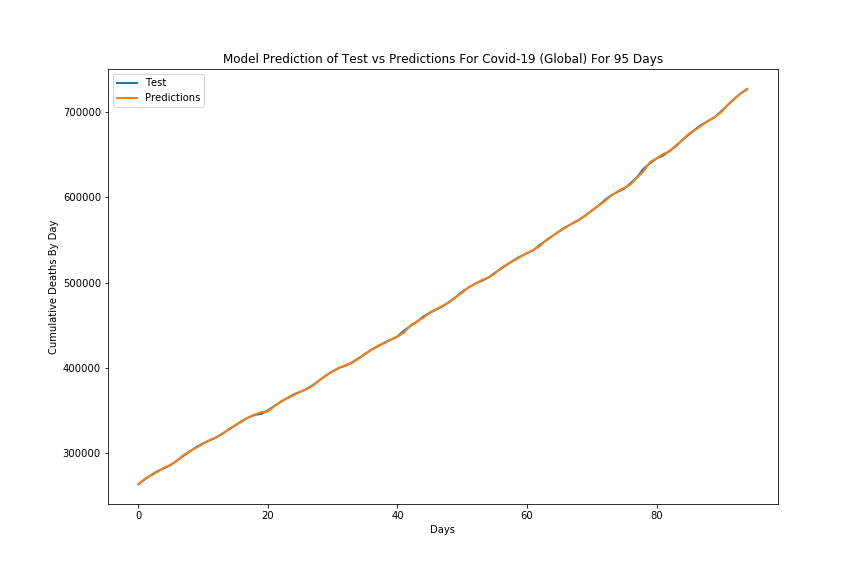 Model Prediction of Test vs Predictions For Covid-19 (Global) For 95 Days
Test
Predictions
700000
600000
500000
400000
300000
Cumulative Deaths By Day
0 20 40 60 80
Days